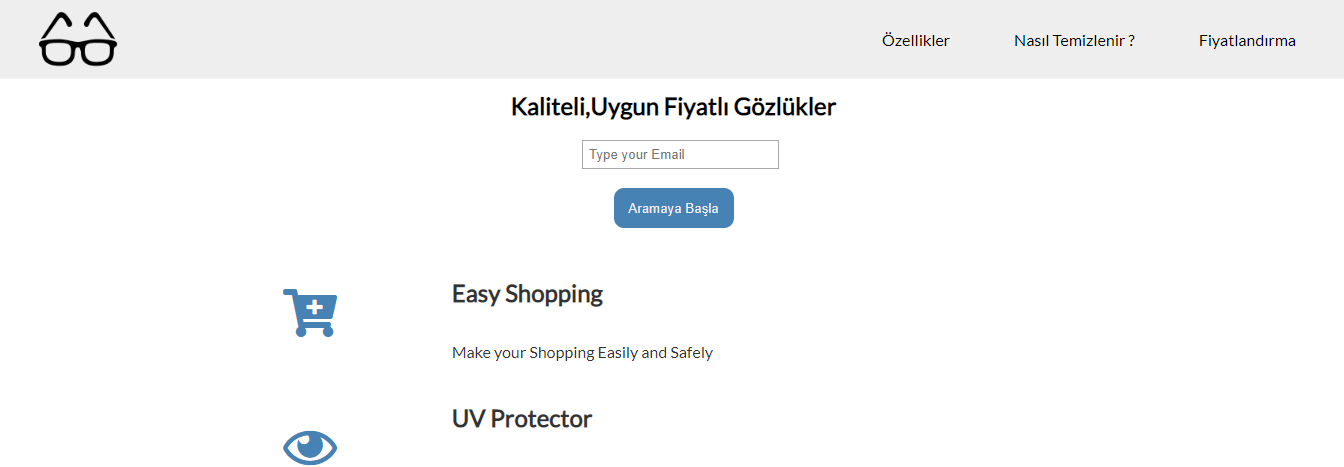 Özellikler Nasıl Temizlenir ? Fiyatlandırma
Kaliteli,Uygun Fiyatlı Gözlükler
Type your Email
Aramaya Başla
Easy Shopping
Make your Shopping Easily and Safely
UV Protector